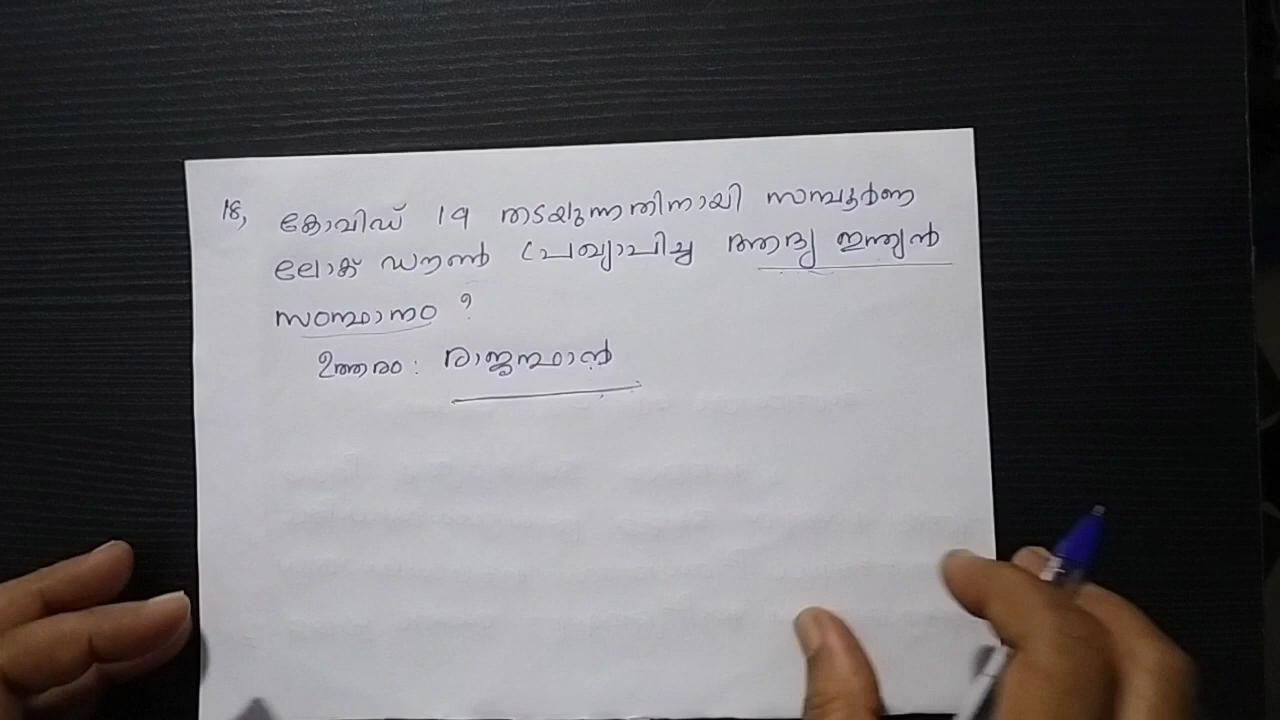 18, കോവിഡ് 19 തടയുന്നതിനായി സമ്പൂർണ
ലോക് ഡൗൺ പ്രഖ്യാപിച്ച ആദ്യ ഇന്ത്യൻ
സംസ്ഥാനം ?
ഉത്തരം : രാജസ്ഥാൻ